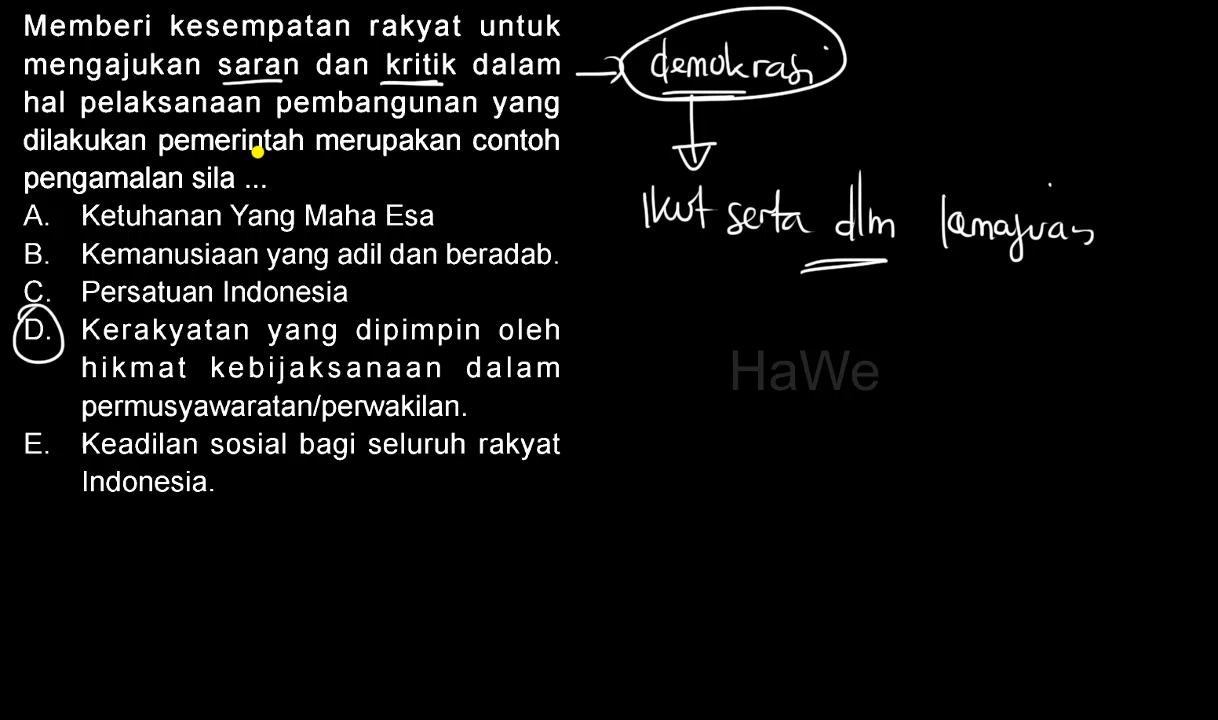 Memberi kesempatan rakyat untuk
mengajukan saran dan kritik dalam
hal pelaksanaan pembangunan yang
dilakukan pemerintah merupakan contoh
pengamalan sila ...
A. Ketuhanan Yang Maha Esa
B. Kemanusiaan yang adil dan beradab.
C. Persatuan Indonesia
D. Kerakyatan yang dipimpin oleh
hikmat kebijaksanaan dalam
permusyawaratan/perwakilan.
E. Keadilan sosial bagi seluruh rakyat
Indonesia.
demokrasi
Ikut serta dlm kemajuan
HaWe